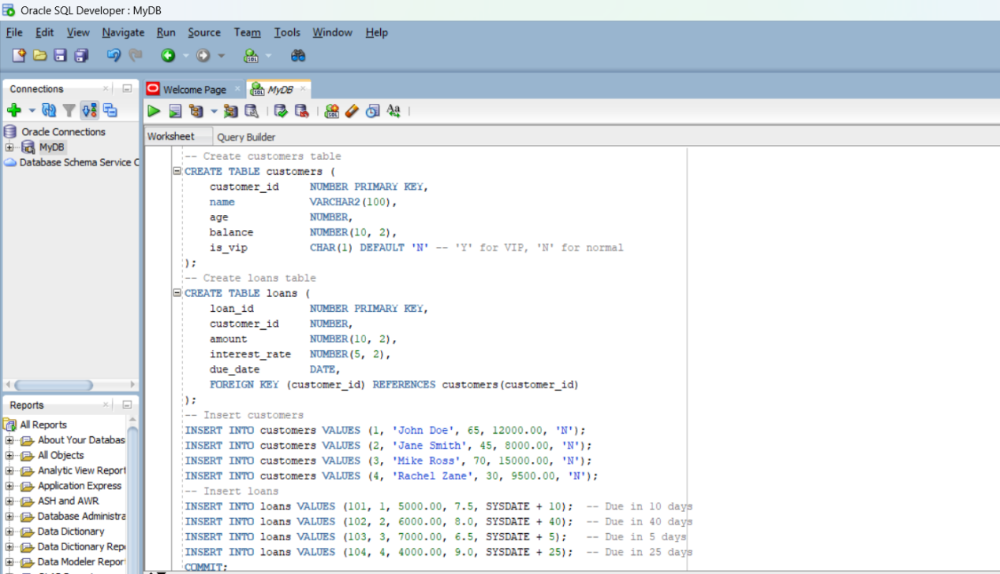 Oracle SQL Developer : MyDB
File Edit View Navigate Run Source Team Tools Window Help
Connections
Oracle Connections
MyDB
Database Schema Service C
Reports
All Reports
About Your Databas
All Objects
Analytic View Report
Application Express
ASH and AWR
Database Administra
Data Dictionary
Data Dictionary Rep
Data Modeler Report
Welcome Page
MyDB
Worksheet Query Builder
-- Create customers table
CREATE TABLE customers (
customer_id NUMBER PRIMARY KEY,
name VARCHAR2(100),
age NUMBER,
balance NUMBER(10, 2),
is_vip CHAR(1) DEFAULT 'N' -- 'Y' for VIP, 'N' for normal
);
-- Create loans table
CREATE TABLE loans (
loan_id NUMBER PRIMARY KEY,
customer_id NUMBER,
amount NUMBER(10, 2),
interest_rate NUMBER(5, 2),
due_date DATE,
FOREIGN KEY (customer_id) REFERENCES customers(customer_id)
);
-- Insert customers
INSERT INTO customers VALUES (1, 'John Doe', 65, 12000.00, 'N');
INSERT INTO customers VALUES (2, 'Jane Smith', 45, 8000.00, 'N');
INSERT INTO customers VALUES (3, 'Mike Ross', 70, 15000.00, 'N');
INSERT INTO customers VALUES (4, 'Rachel Zane', 30, 9500.00, 'N');
-- Insert loans
INSERT INTO loans VALUES (101, 1, 5000.00, 7.5, SYSDATE + 10); -- Due in 10 days
INSERT INTO loans VALUES (102, 2, 6000.00, 8.0, SYSDATE + 40); -- Due in 40 days
INSERT INTO loans VALUES (103, 3, 7000.00, 6.5, SYSDATE + 5); -- Due in 5 days
INSERT INTO loans VALUES (104, 4, 4000.00, 9.0, SYSDATE + 25); -- Due in 25 days
COMMIT;